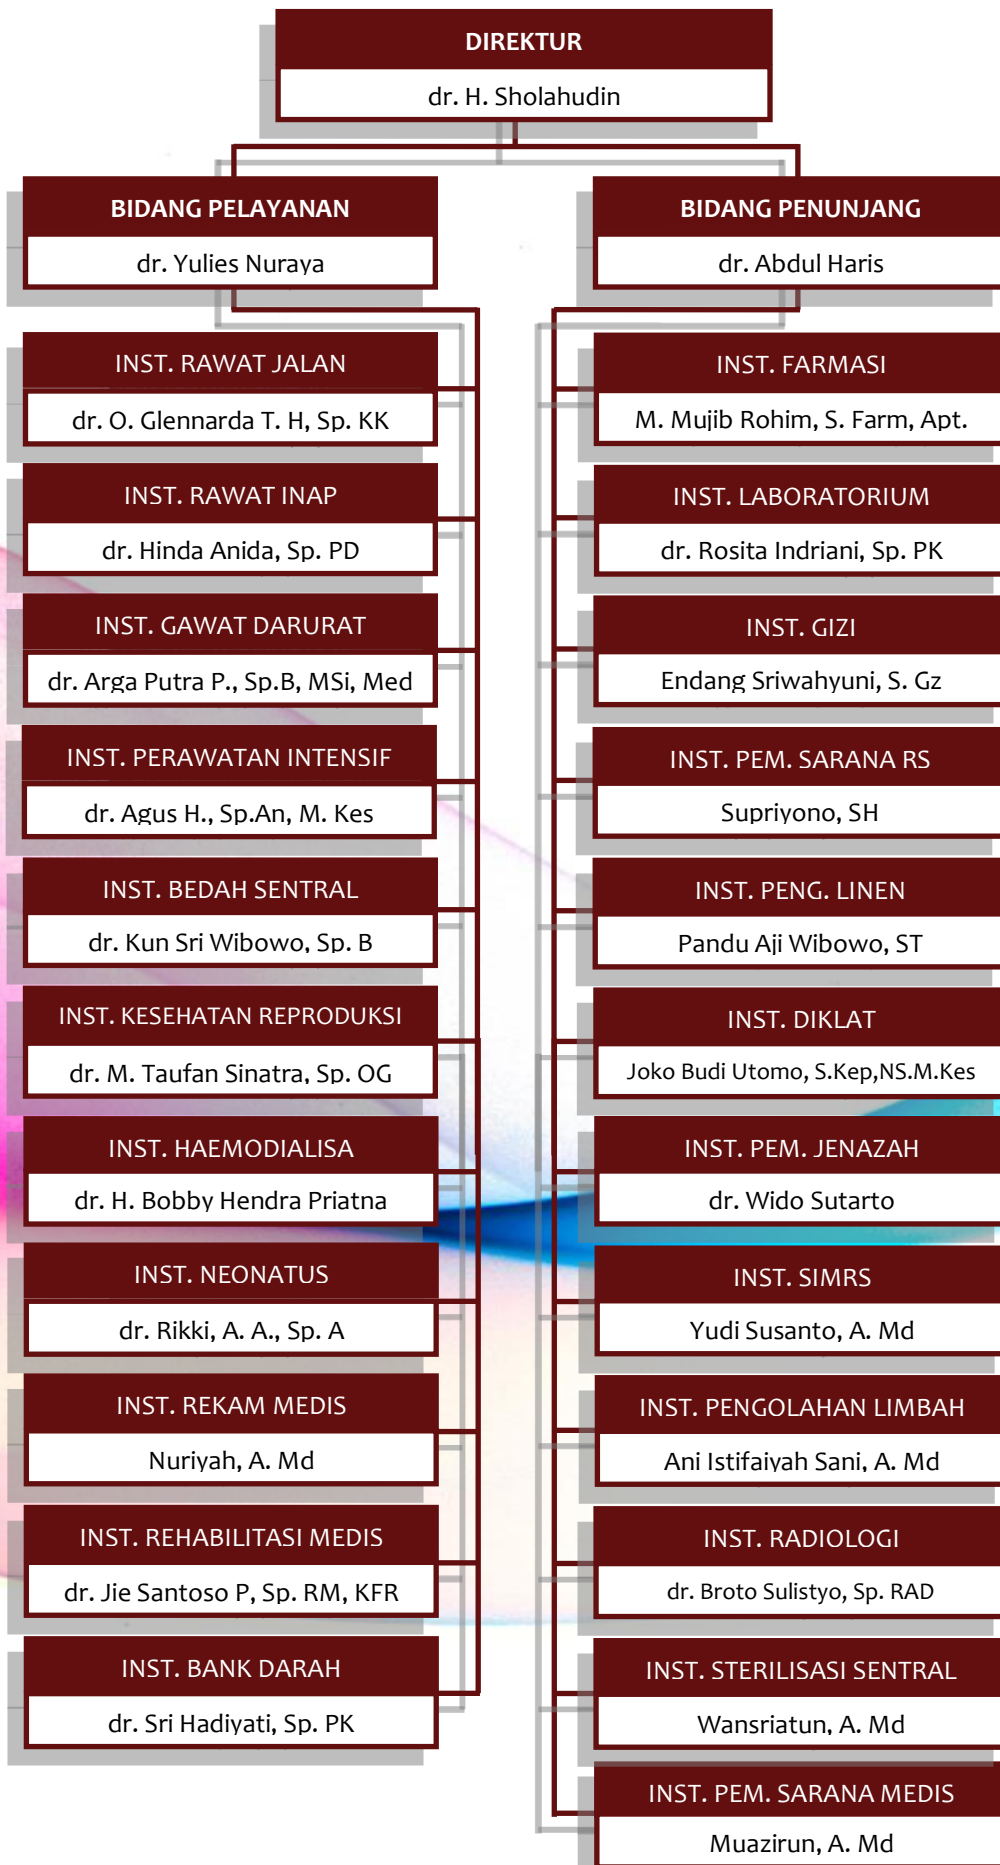 DIREKTUR
dr. H. Sholahudin
BIDANG PELAYANAN
dr. Yulies Nuraya
INST. RAWAT JALAN
dr. O. Glennarda T. H, Sp. KK
INST. RAWAT INAP
dr. Hinda Anida, Sp. PD
INST. GAWAT DARURAT
dr. Arga Putra P., Sp.B, MSi, Med
INST. PERAWATAN INTENSIF
dr. Agus H., Sp.An, M. Kes
INST. BEDAH SENTRAL
dr. Kun Sri Wibowo, Sp. B
INST. KESEHATAN REPRODUKSI
dr. M. Taufan Sinatra, Sp. OG
INST. HAEMODIALISA
dr. H. Bobby Hendra Priatna
INST. NEONATUS
dr. Rikki, A. A., Sp. A
INST. REKAM MEDIS
Nuriyah, A. Md
INST. REHABILITASI MEDIS
dr. Jie Santoso P, Sp. RM, KFR
INST. BANK DARAH
dr. Sri Hadiyati, Sp. PK
BIDANG PENUNJANG
dr. Abdul Haris
INST. FARMASI
M. Mujib Rohim, S. Farm, Apt.
INST. LABORATORIUM
dr. Rosita Indriani, Sp. PK
INST. GIZI
Endang Sriwahyuni, S. Gz
INST. PEM. SARANA RS
Supriyono, SH
INST. PENG. LINEN
Pandu Aji Wibowo, ST
INST. DIKLAT
Joko Budi Utomo, S.Kep,NS.M.Kes
INST. PEM. JENAZAH
dr. Wido Sutarto
INST. SIMRS
Yudi Susanto, A. Md
INST. PENGOLAHAN LIMBAH
Ani Istifaiyah Sani, A. Md
INST. RADIOLOGI
dr. Broto Sulistyo, Sp. RAD
INST. STERILISASI SENTRAL
Wansriatun, A. Md
INST. PEM. SARANA MEDIS
Muazirun, A. Md